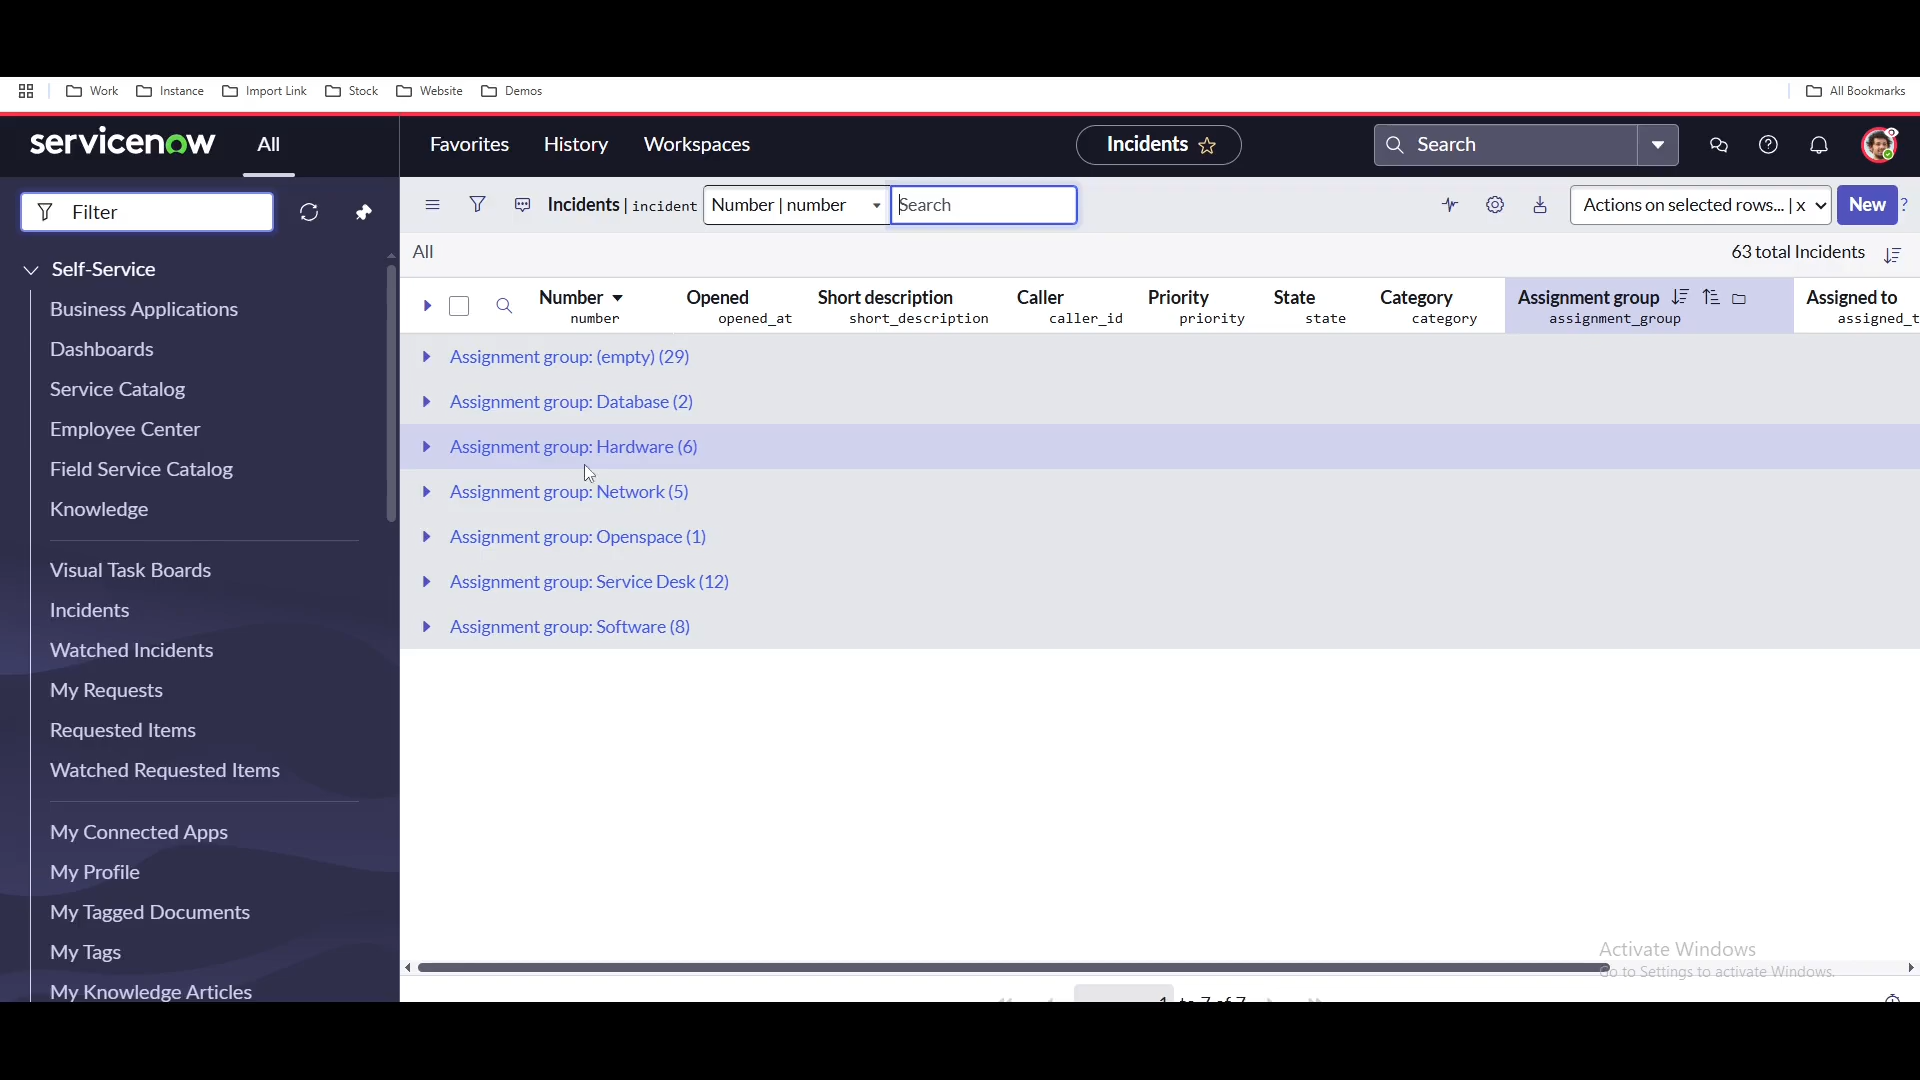 Work Instance Import Link Stock Website Demos All Bookmarks
servicenow All Favorites History Workspaces Incidents Search
Filter
Incidents | incident Number | number Search Actions on selected rows... | x New ?
All 63 total Incidents
Number Opened Short description Caller Priority State Category Assignment group Assigned to
number opened_at short_description caller_id priority state category assignment_group assigned_t
Assignment group: (empty) (29)
Assignment group: Database (2)
Assignment group: Hardware (6)
Assignment group: Network (5)
Assignment group: Openspace (1)
Assignment group: Service Desk (12)
Assignment group: Software (8)
Self-Service
Business Applications
Dashboards
Service Catalog
Employee Center
Field Service Catalog
Knowledge
Visual Task Boards
Incidents
Watched Incidents
My Requests
Requested Items
Watched Requested Items
My Connected Apps
My Profile
My Tagged Documents
My Tags
My Knowledge Articles
Activate Windows
Go to Settings to activate Windows.
1 to 7 of 7